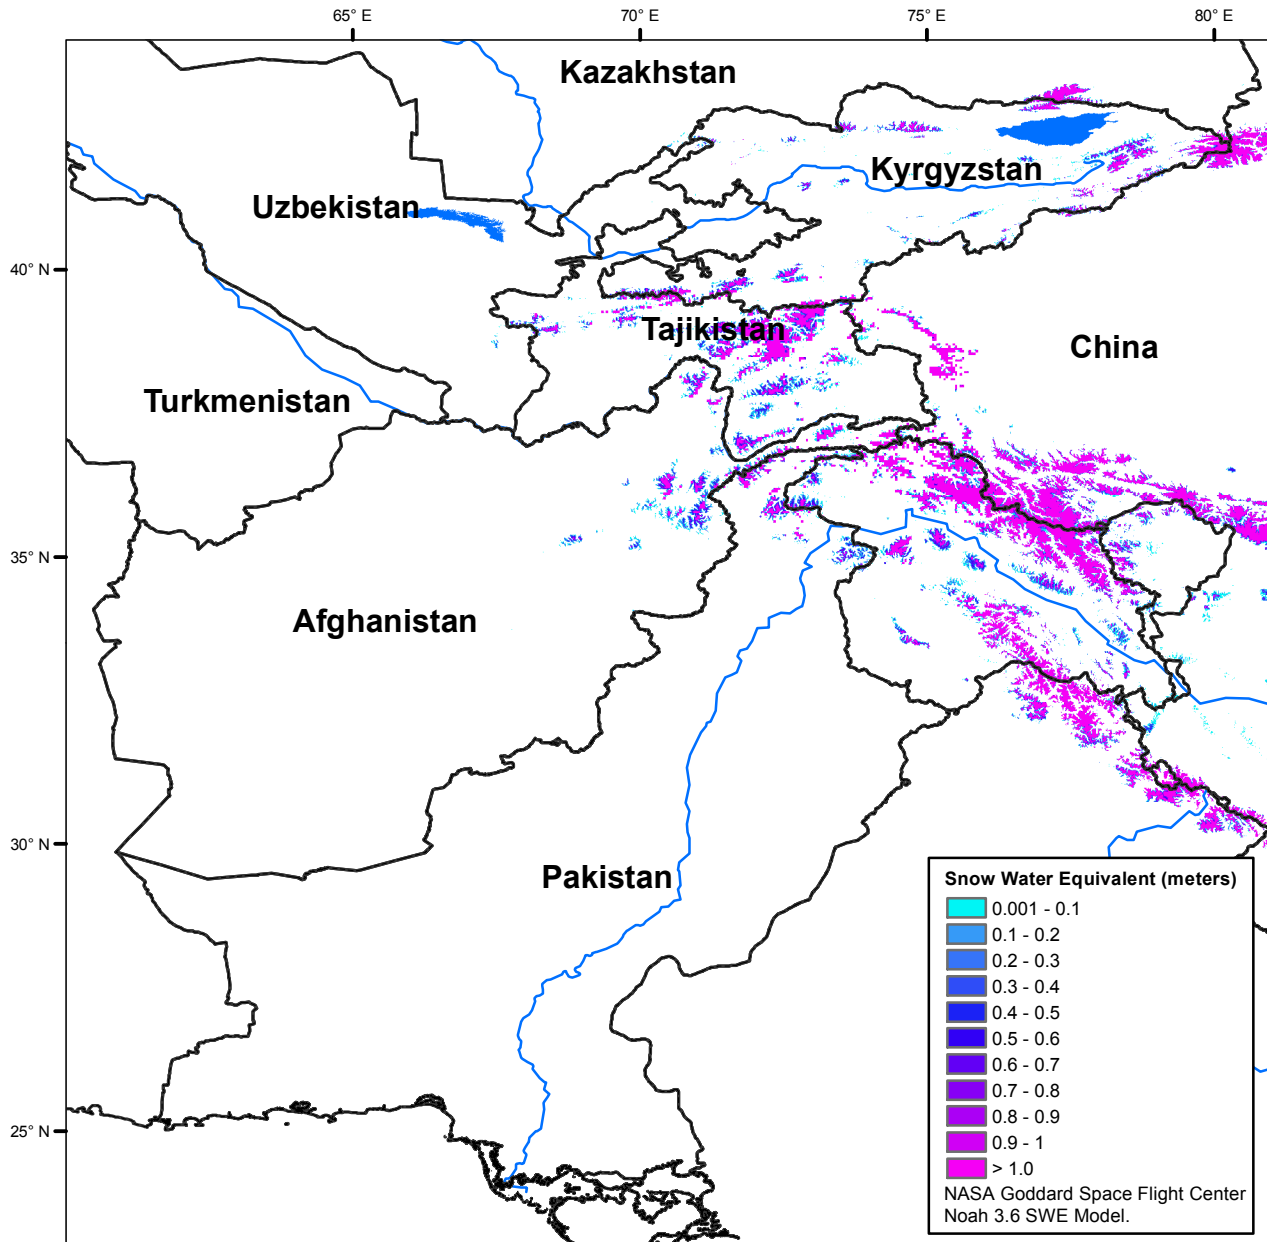 65° E
70° E
75° E
80° E
Kazakhstan
Kyrgyzstan
Uzbekistan
40° N
Tajikistan
China
Turkmenistan
35° N
Afghanistan
30° N
Pakistan
25° N
Snow Water Equivalent (meters)
0.001 - 0.1
0.1 - 0.2
0.2 - 0.3
0.3 - 0.4
0.4 - 0.5
0.5 - 0.6
0.6 - 0.7
0.7 - 0.8
0.8 - 0.9
0.9 - 1
> 1.0
NASA Goddard Space Flight Center
Noah 3.6 SWE Model.